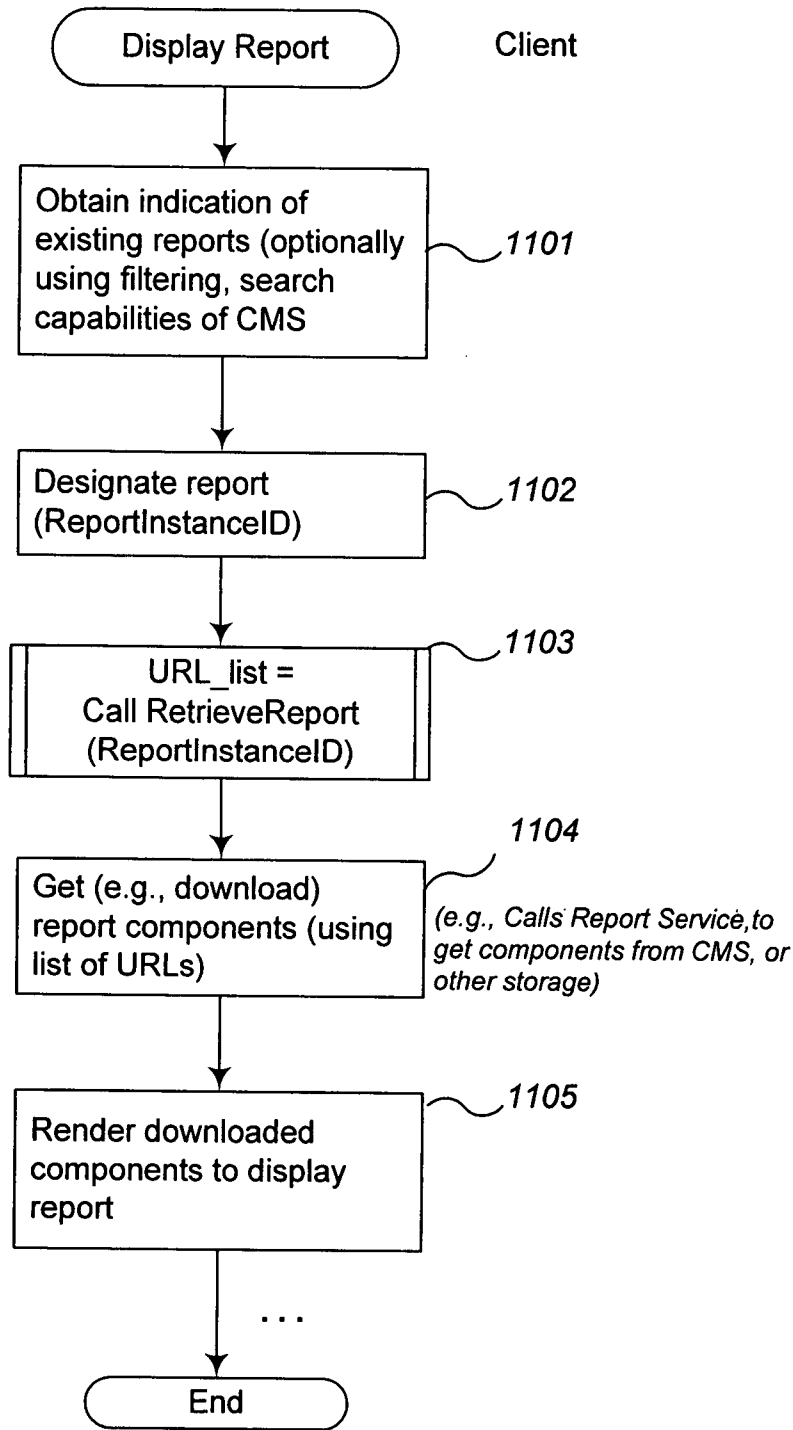 Display Report
Client
Obtain indication of
existing reports (optionally
using filtering, search
capabilities of CMS
1101
Designate report
(ReportInstanceID)
1102
URL_list =
Call RetrieveReport
(ReportInstanceID)
1103
Get (e.g., download)
report components (using
list of URLs)
1104
(e.g., Calls Report Service,to
get components from CMS, or
other storage)
Render downloaded
components to display
report
1105
...
End